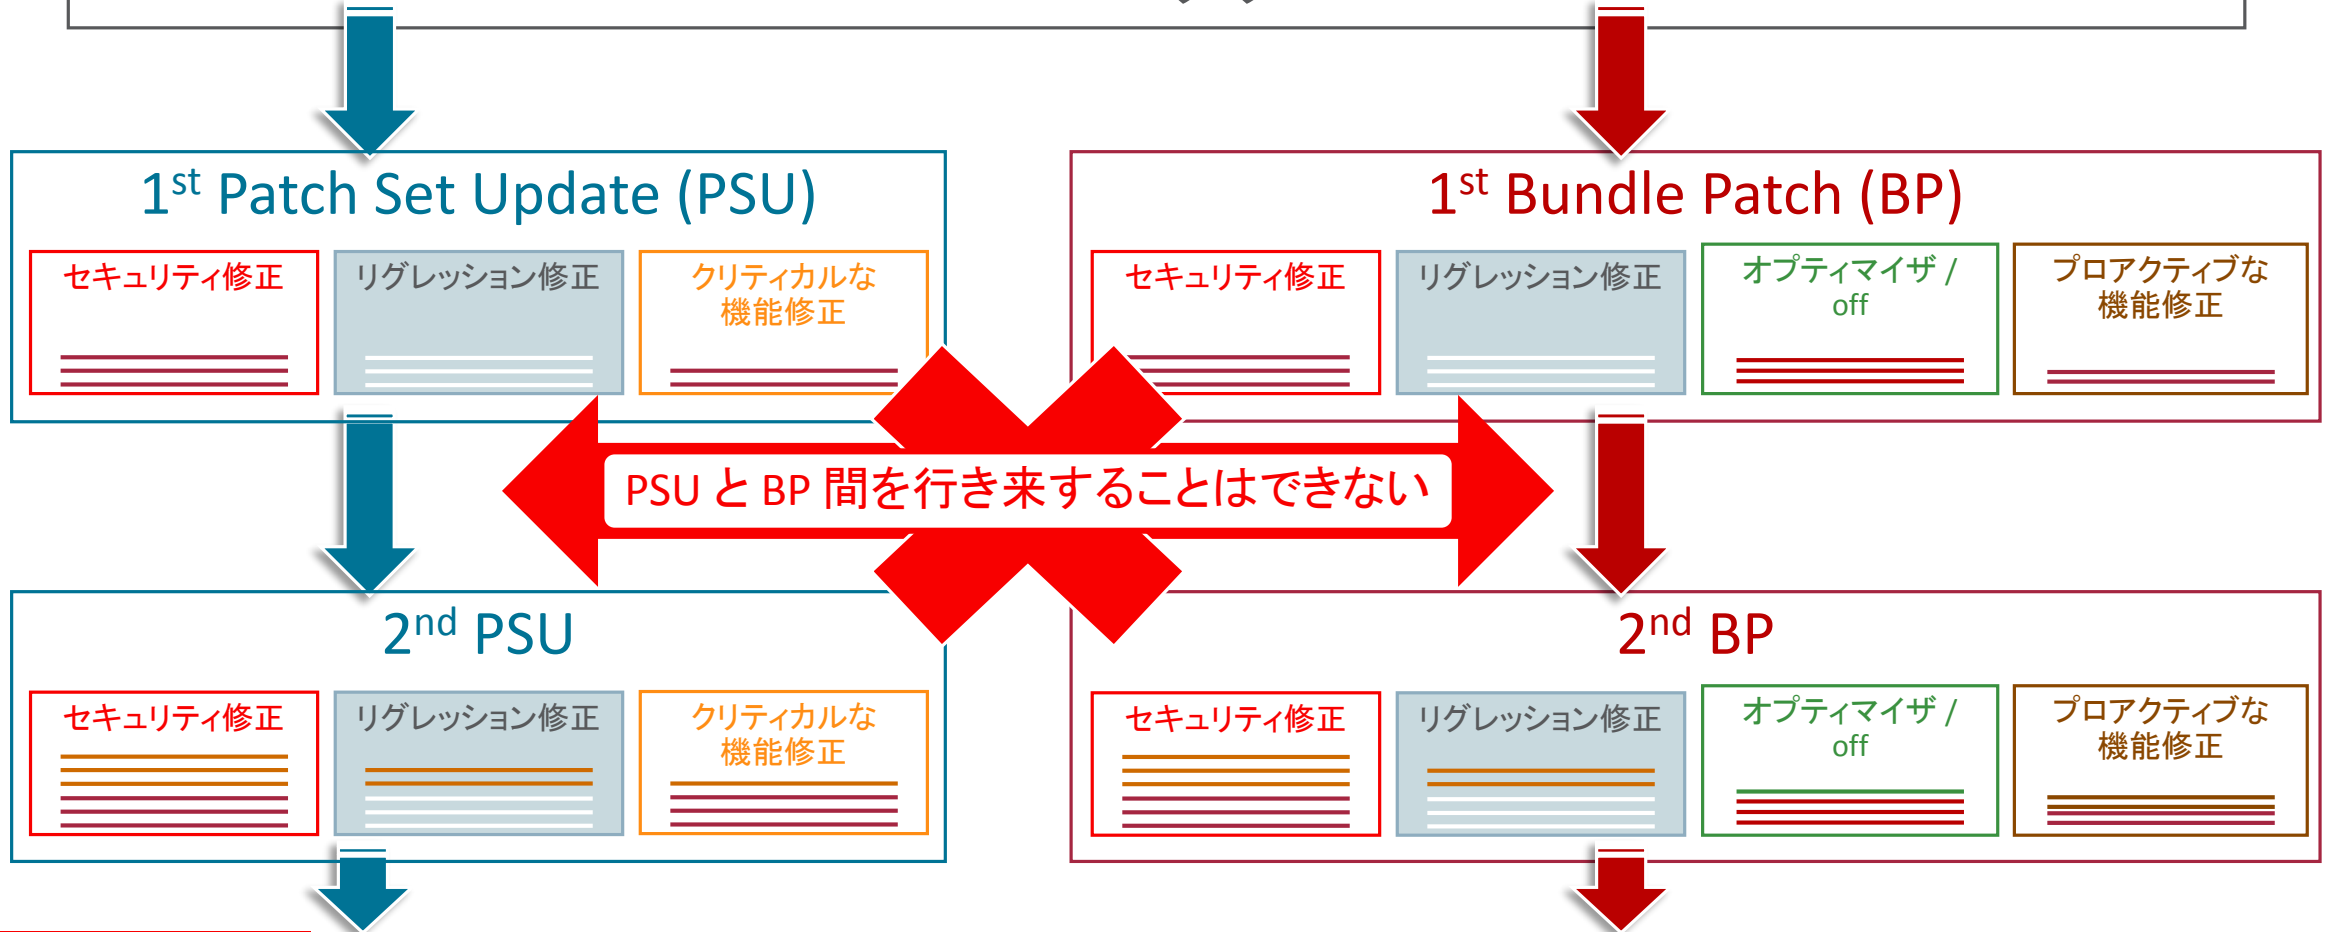 1st Patch Set Update (PSU)
セキュリティ修正
リグレッション修正
クリティカルな
機能修正
1st Bundle Patch (BP)
セキュリティ修正
リグレッション修正
オプティマイザ /
off
プロアクティブな
機能修正
PSU と BP 間を行き来することはできない
2nd PSU
セキュリティ修正
リグレッション修正
クリティカルな
機能修正
2nd BP
セキュリティ修正
リグレッション修正
オプティマイザ /
off
プロアクティブな
機能修正